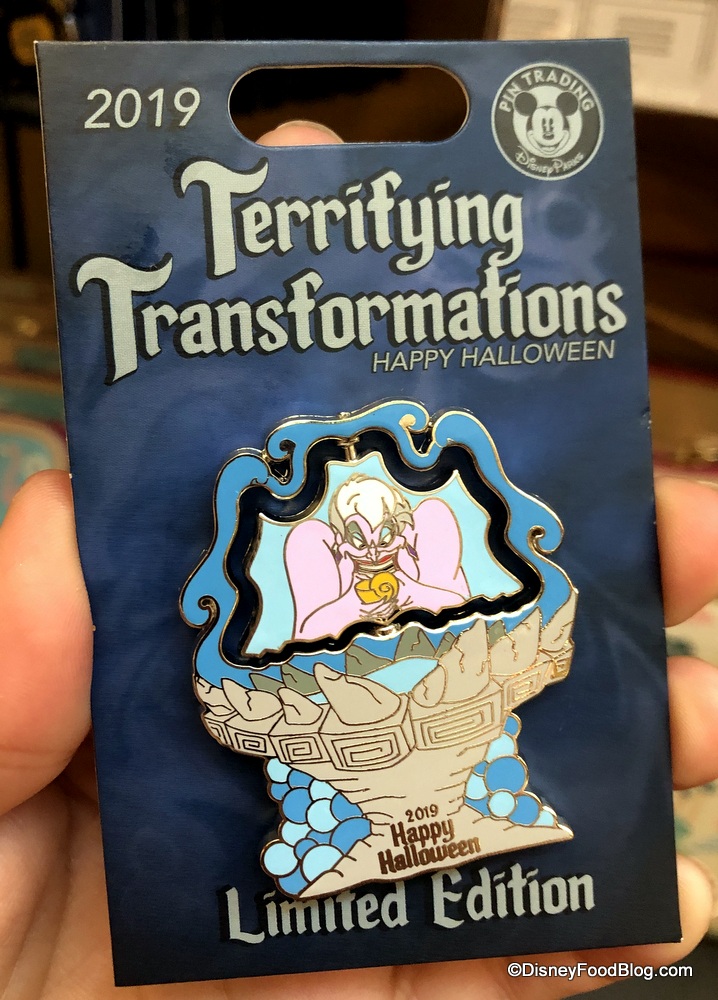 2019
PIN TRADING
Disney Parks
Terrifying
Transformations
HAPPY HALLOWEEN
2019
Happy
Halloween
Limited Edition
©DisneyFoodBlog.com